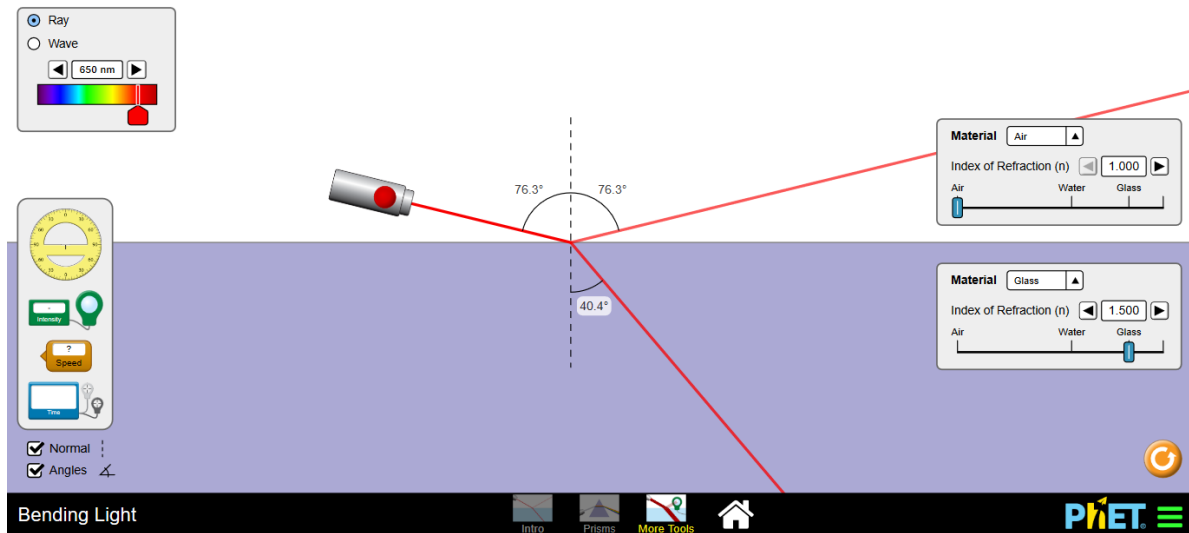 Ray
Wave
650 nm
76.3° 76.3°
40.4°
Material Air
Index of Refraction (n) 1.000
Air Water Glass
Material Glass
Index of Refraction (n) 1.500
Air Water Glass
Intensity
?
Speed
Time
Normal
Angles
Bending Light
Intro
Prisms
More Tools
PhET